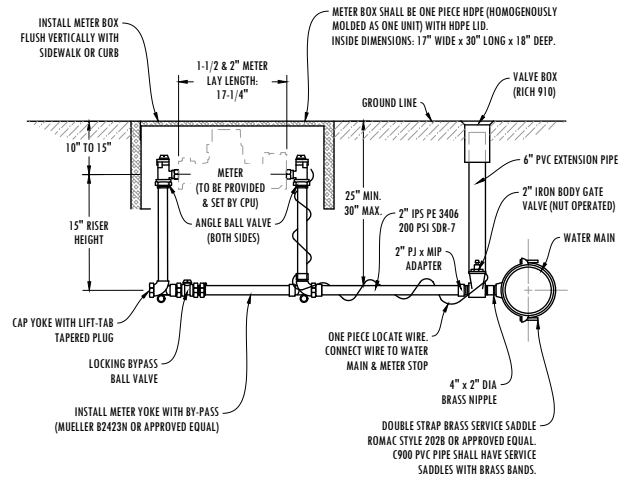 INSTALL METER BOX
FLUSH VERTICALLY WITH
SIDEWALK OR CURB
METER BOX SHALL BE ONE PIECE HDPE (HOMOGENOUSLY
MOLDED AS ONE UNIT) WITH HDPE LID.
INSIDE DIMENSIONS: 17" WIDE x 30" LONG x 18" DEEP.
1-1/2 & 2" METER
LAY LENGTH:
17-1/4"
GROUND LINE
VALVE BOX
(RICH 910)
10" TO 15"
METER
(TO BE PROVIDED
& SET BY CPU)
6" PVC EXTENSION PIPE
25" MIN.
30" MAX.
2" IRON BODY GATE
VALVE (NUT OPERATED)
15" RISER
HEIGHT
ANGLE BALL VALVE
(BOTH SIDES)
2" IPS PE 3406
200 PSI SDR-7
WATER MAIN
2" PJ x MIP
ADAPTER
CAP YOKE WITH LIFT-TAB
TAPERED PLUG
ONE PIECE LOCATE WIRE.
CONNECT WIRE TO WATER
MAIN & METER STOP
LOCKING BYPASS
BALL VALVE
4" x 2" DIA
BRASS NIPPLE
INSTALL METER YOKE WITH BY-PASS
(MUELLER B2423N OR APPROVED EQUAL)
DOUBLE STRAP BRASS SERVICE SADDLE
ROMAC STYLE 202B OR APPROVED EQUAL.
C900 PVC PIPE SHALL HAVE SERVICE
SADDLES WITH BRASS BANDS.